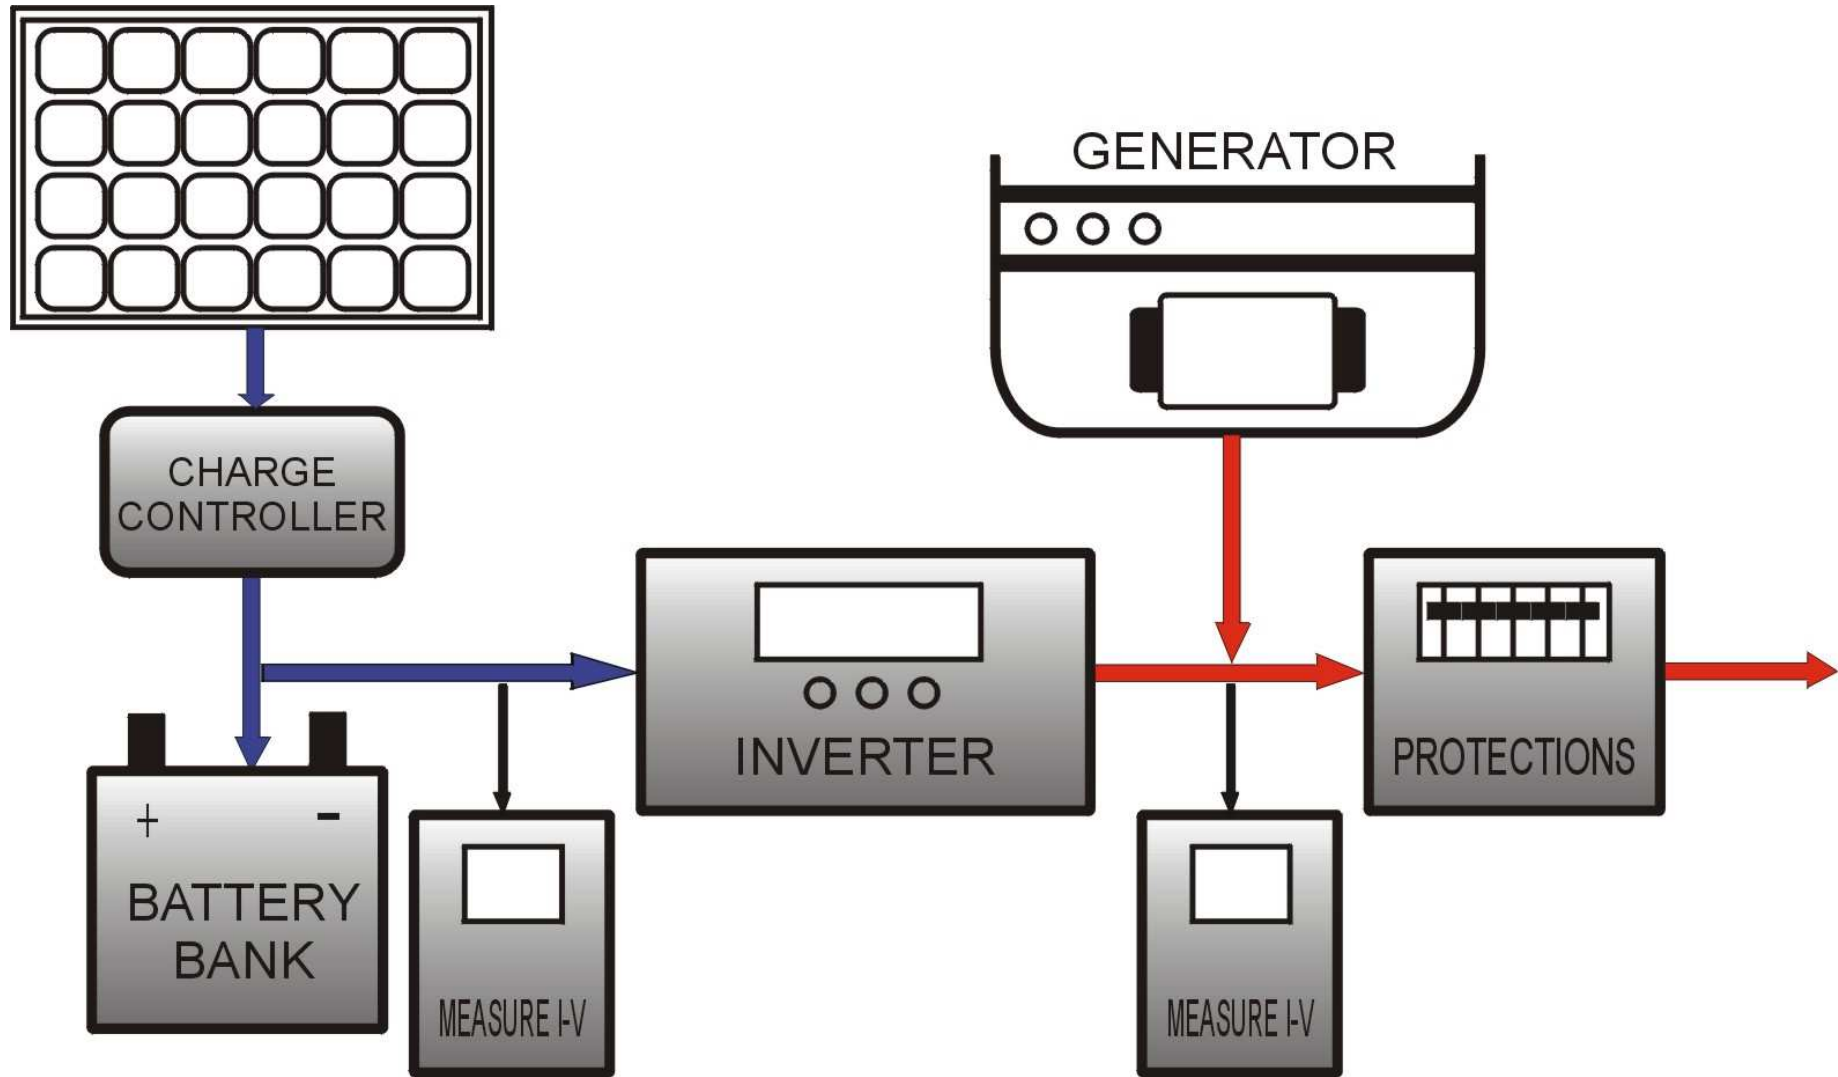 GENERATOR
CHARGE
CONTROLLER
INVERTER
PROTECTIONS
+ -
BATTERY
BANK
MEASURE I-V
MEASURE I-V